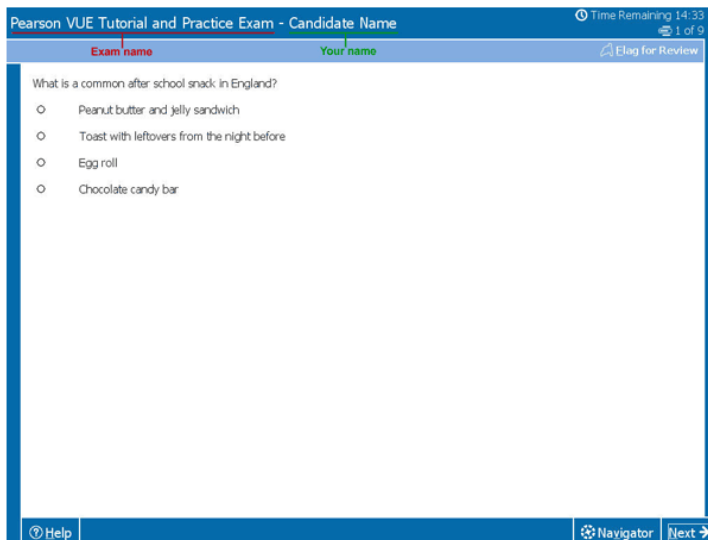 Pearson VUE Tutorial and Practice Exam - Candidate Name
Time Remaining 14:33
1 of 9
Exam name
Your name
Flag for Review
What is a common after school snack in England?
Peanut butter and jelly sandwich
Toast with leftovers from the night before
Egg roll
Chocolate candy bar
Help
Navigator
Next